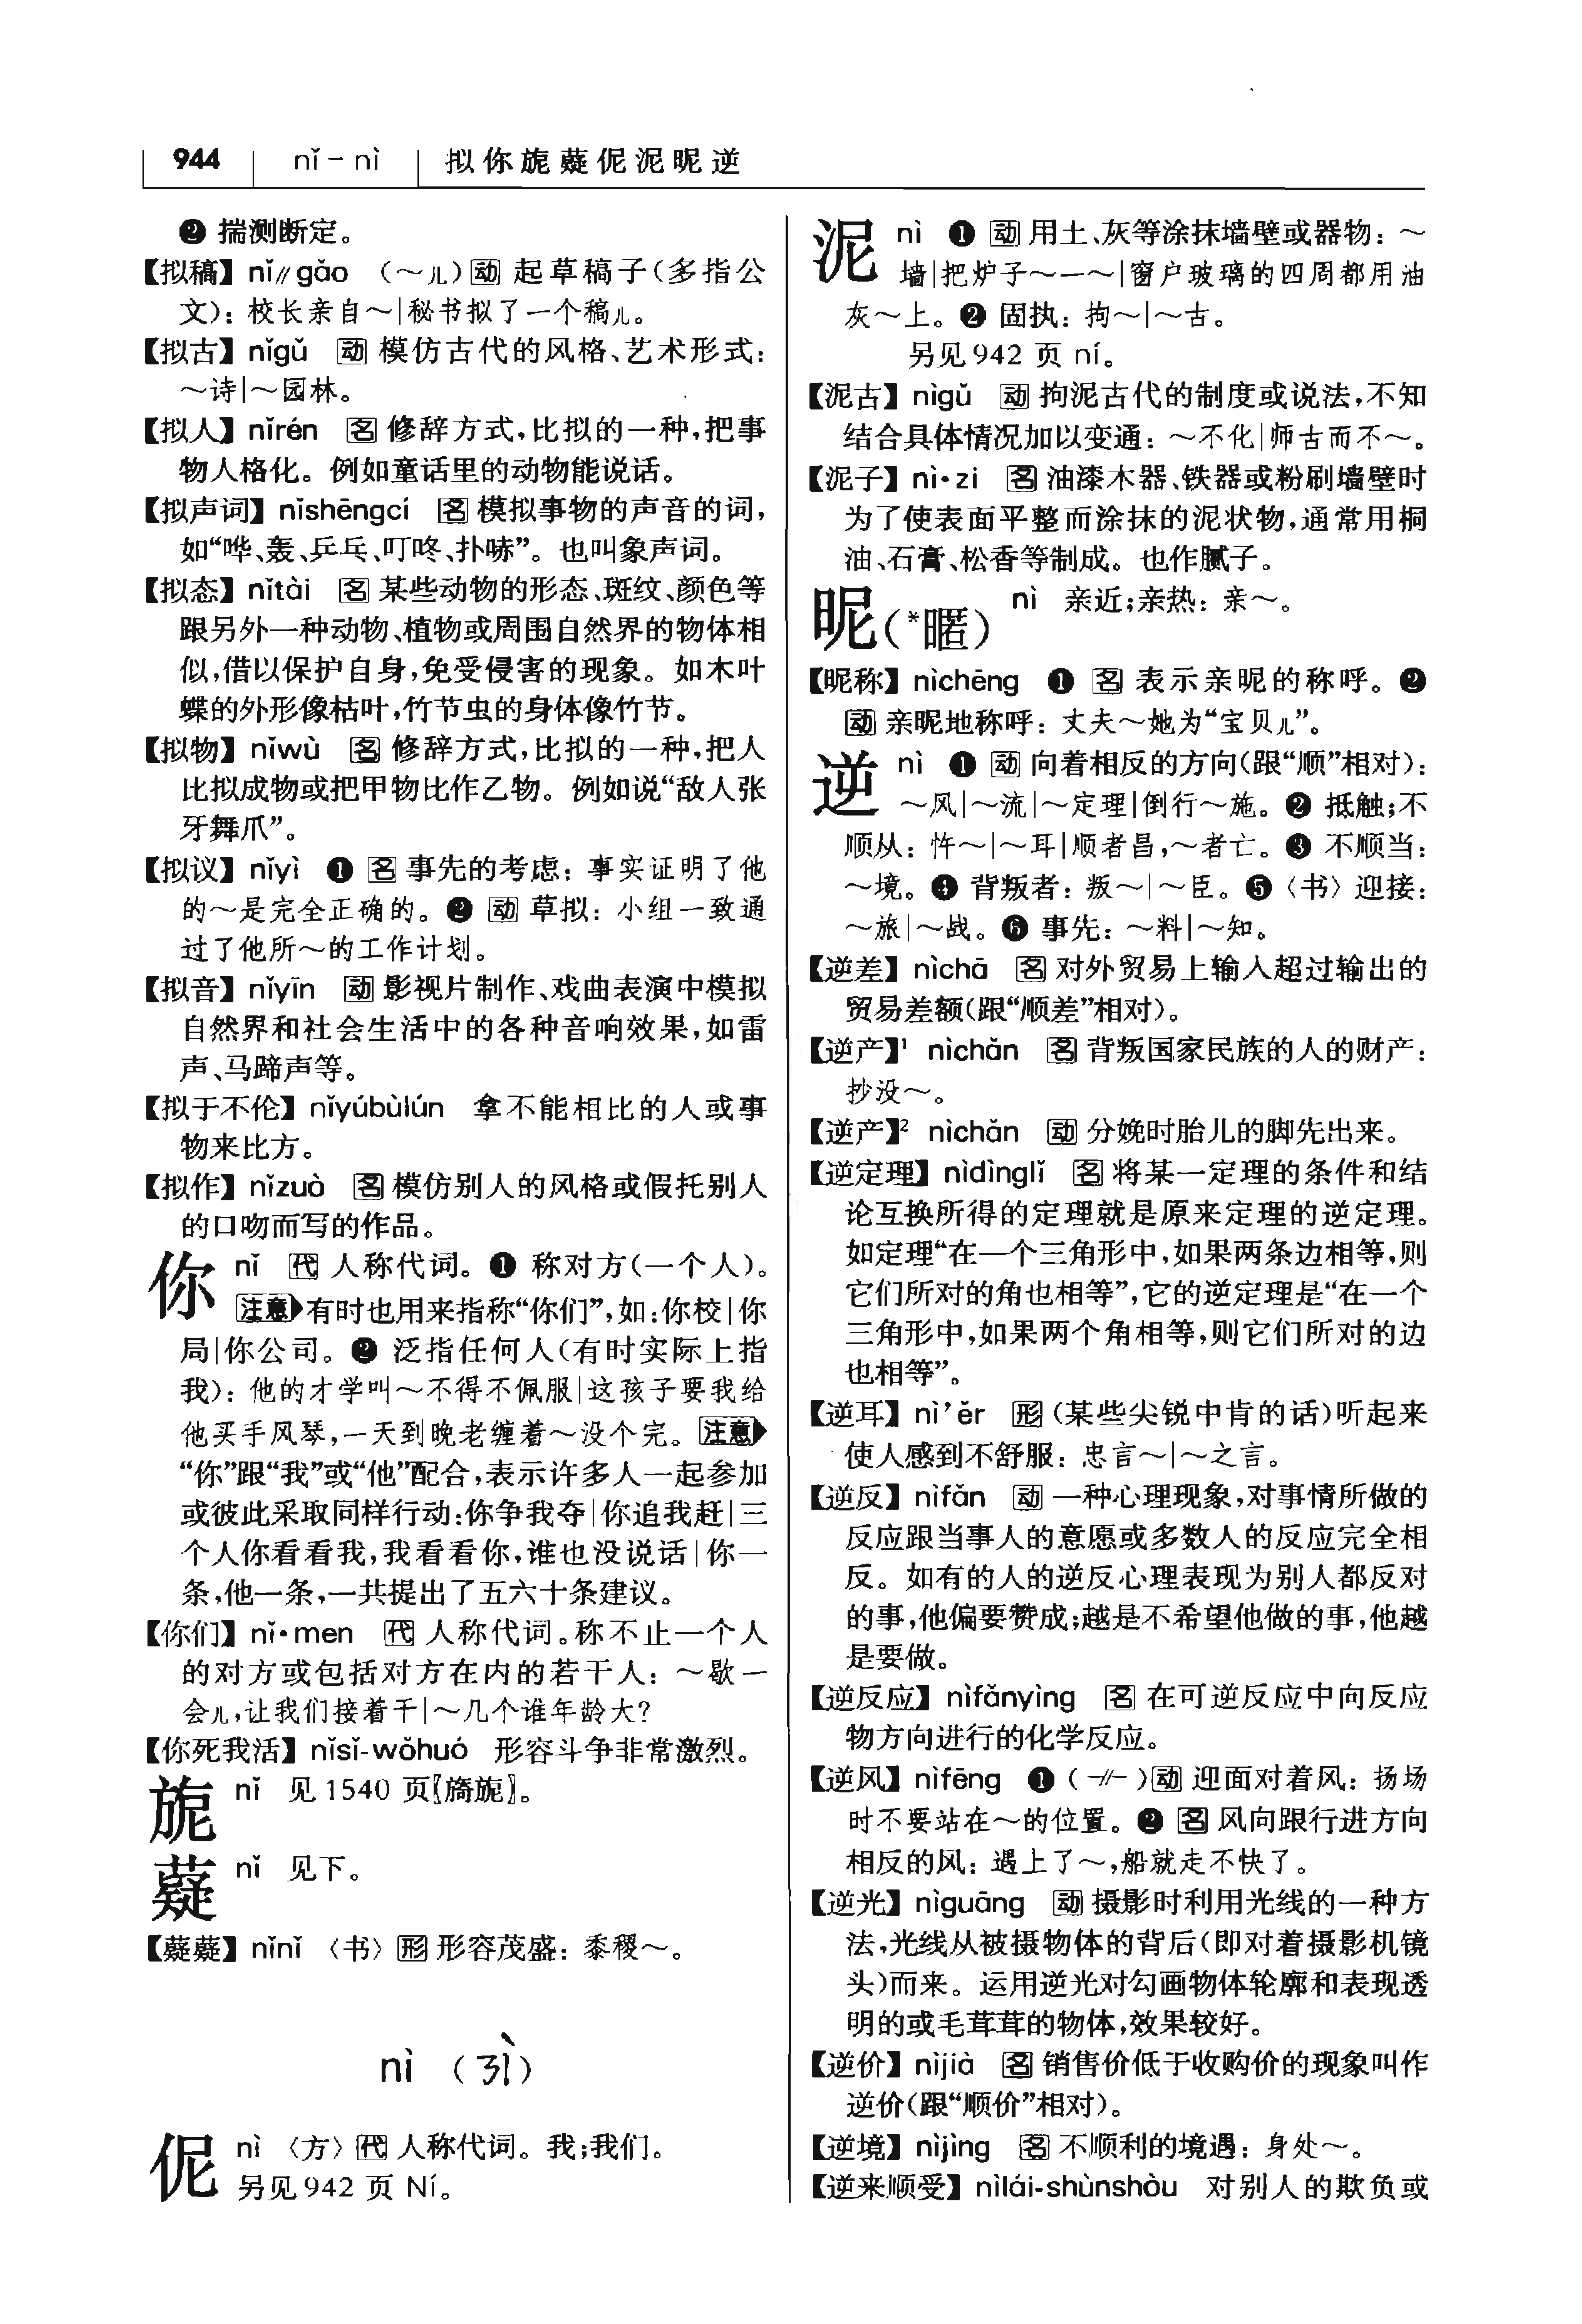 944 nǐ－nì 拟你旎薿伲泥昵逆
❷ 揣测断定。
【拟稿】nǐ∥gǎo （～儿）动 起草稿子（多指公
文）：校长亲自～|秘书拟了一个稿儿。
【拟古】nǐgǔ 动 模仿古代的风格、艺术形式：
～诗|～园林。
【拟人】nǐrén 名 修辞方式，比拟的一种，把事
物人格化。例如童话里的动物能说话。
【拟声词】nǐshēngcí 名 模拟事物的声音的词，
如“哗、轰、乒乓、叮咚、扑哧”。也叫象声词。
【拟态】nǐtài 名 某些动物的形态、斑纹、颜色等
跟另外一种动物、植物或周围自然界的物体相
似，借以保护自身，免受侵害的现象。如木叶
蝶的外形像枯叶，竹节虫的身体像竹节。
【拟物】nǐwù 名 修辞方式，比拟的一种，把人
比拟成物或把甲物比作乙物。例如说“敌人张
牙舞爪”。
【拟议】nǐyì ❶ 名 事先的考虑：事实证明了他
的～是完全正确的。❷ 动 草拟：小组一致通
过了他所～的工作计划。
【拟音】nǐyīn 动 影视片制作、戏曲表演中模拟
自然界和社会生活中的各种音响效果，如雷
声、马蹄声等。
【拟于不伦】nǐyúbùlún 拿不能相比的人或事
物来比方。
【拟作】nǐzuò 名 模仿别人的风格或假托别人
的口吻而写的作品。
你 nǐ 代 人称代词。❶ 称对方（一个人）。
注意 有时也用来指称“你们”，如：你校|你
局|你公司。❷ 泛指任何人（有时实际上指
我）：他的才学叫～不得不佩服|这孩子要我给
他买手风琴，一天到晚老缠着～没个完。注意
“你”跟“我”或“他”配合，表示许多人一起参加
或彼此采取同样行动：你争我夺|你追我赶|三
个人你看看我，我看看你，谁也没说话|你一
条，他一条，一共提出了五六十条建议。
【你们】nǐ·men 代 人称代词。称不止一个人
的对方或包括对方在内的若干人：～歇一
会儿，让我们接着干|～几个谁年龄大？
【你死我活】nǐsǐ-wǒhuó 形容斗争非常激烈。
旎 nǐ 见 1540 页〖旖旎〗。
薿 nǐ 见下。
【薿薿】nǐnǐ 〈书〉形 形容茂盛：黍稷～。
nì （ㄋㄧˋ）
伲 nì 〈方〉代 人称代词。我；我们。
另见 942 页 Ní。
泥 nì ❶ 动 用土、灰等涂抹墙壁或器物：～
墙|把炉子～一～|窗户玻璃的四周都用油
灰～上。❷ 固执：拘～|～古。
另见 942 页 ní。
【泥古】nìgǔ 动 拘泥古代的制度或说法，不知
结合具体情况加以变通：～不化|师古而不～。
【泥子】nì·zi 名 油漆木器、铁器或粉刷墙壁时
为了使表面平整而涂抹的泥状物，通常用桐
油、石膏、松香等制成。也作腻子。
昵（*暱） nì 亲近；亲热：亲～。
【昵称】nìchēng ❶ 名 表示亲昵的称呼。❷
动 亲昵地称呼：丈夫～她为“宝贝儿”。
逆 nì ❶ 动 向着相反的方向（跟“顺”相对）：
～风|～流|～定理|倒行～施。❷ 抵触；不
顺从：忤～|～耳|顺者昌，～者亡。❸ 不顺当：
～境。❹ 背叛者：叛～|～臣。❺〈书〉迎接：
～旅|～战。❻ 事先：～料|～知。
【逆差】nìchā 名 对外贸易上输入超过输出的
贸易差额（跟“顺差”相对）。
【逆产】¹ nìchǎn 名 背叛国家民族的人的财产：
抄没～。
【逆产】² nìchǎn 动 分娩时胎儿的脚先出来。
【逆定理】nìdìnglǐ 名 将某一定理的条件和结
论互换所得的定理就是原来定理的逆定理。
如定理“在一个三角形中，如果两条边相等，则
它们所对的角也相等”，它的逆定理是“在一个
三角形中，如果两个角相等，则它们所对的边
也相等”。
【逆耳】nì’ěr 形（某些尖锐中肯的话）听起来
使人感到不舒服：忠言～|～之言。
【逆反】nìfǎn 动 一种心理现象，对事情所做的
反应跟当事人的意愿或多数人的反应完全相
反。如有的人的逆反心理表现为别人都反对
的事，他偏要赞成；越是不希望他做的事，他越
是要做。
【逆反应】nìfǎnyìng 名 在可逆反应中向反应
物方向进行的化学反应。
【逆风】nìfēng ❶（-∥-）动 迎面对着风：扬场
时不要站在～的位置。❷ 名 风向跟行进方向
相反的风：遇上了～，船就走不快了。
【逆光】nìguāng 动 摄影时利用光线的一种方
法，光线从被摄物体的背后（即对着摄影机镜
头）而来。运用逆光对勾画物体轮廓和表现透
明的或毛茸茸的物体，效果较好。
【逆价】nìjià 名 销售价低于收购价的现象叫作
逆价（跟“顺价”相对）。
【逆境】nìjìng 名 不顺利的境遇：身处～。
【逆来顺受】nìlái-shùnshòu 对别人的欺负或